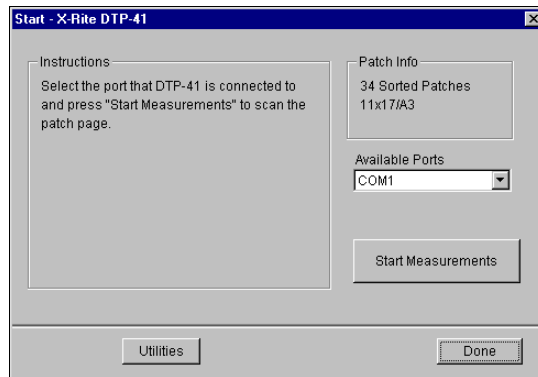 Start - X-Rite DTP-41
Instructions
Select the port that DTP-41 is connected to
and press "Start Measurements" to scan the
patch page.
Patch Info
34 Sorted Patches
11x17/A3
Available Ports
COM1
Start Measurements
Utilities
Done